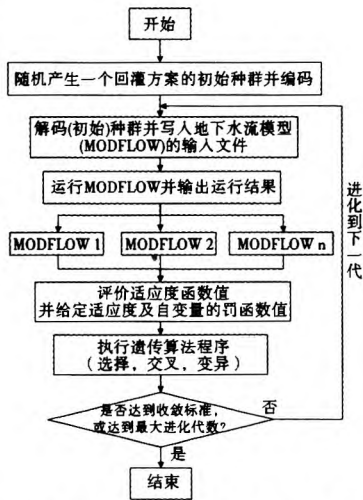 开始
随机产生一个回灌方案的初始种群并编码
解码(初始)种群并写入地下水流模型
(MODFLOW)的输入文件
运行MODFLOW并输出运行结果
MODFLOW 1
MODFLOW 2
MODFLOW n
评价适应度函数值
并给定适应度及自变量的罚函数值
执行遗传算法程序
(选择，交叉，变异)
是否达到收敛标准，
或达到最大进化代数?
否
是
结束
进化到下一代